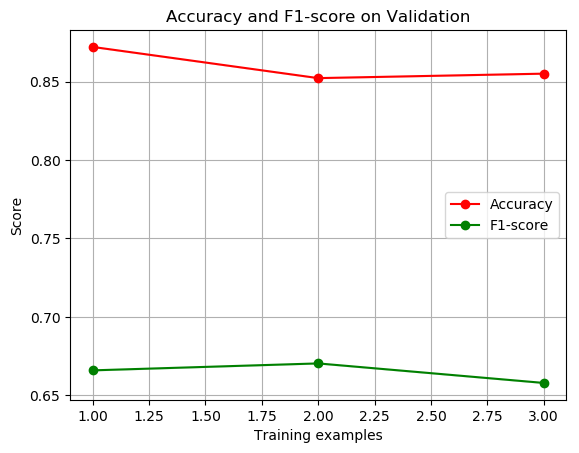 Accuracy and F1-score on Validation
Score
0.85
0.80
0.75
0.70
0.65
Accuracy
F1-score
1.00 1.25 1.50 1.75 2.00 2.25 2.50 2.75 3.00
Training examples